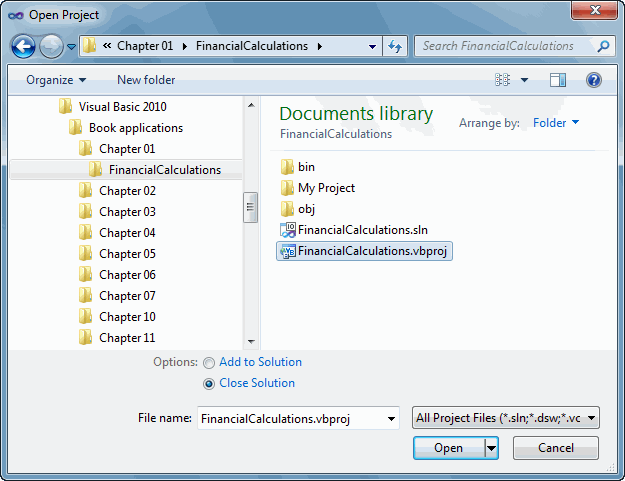 Open Project
« Chapter 01 FinancialCalculations
Search FinancialCalculations
Organize New folder
Visual Basic 2010
Book applications
Chapter 01
FinancialCalculations
Chapter 02
Chapter 03
Chapter 04
Chapter 05
Chapter 06
Chapter 07
Chapter 10
Chapter 11
Documents library
FinancialCalculations
Arrange by: Folder
bin
My Project
obj
FinancialCalculations.sln
FinancialCalculations.vbproj
Options: Add to Solution
Close Solution
File name: FinancialCalculations.vbproj
All Project Files (*.sln;*.dsw;*.vc
Open Cancel